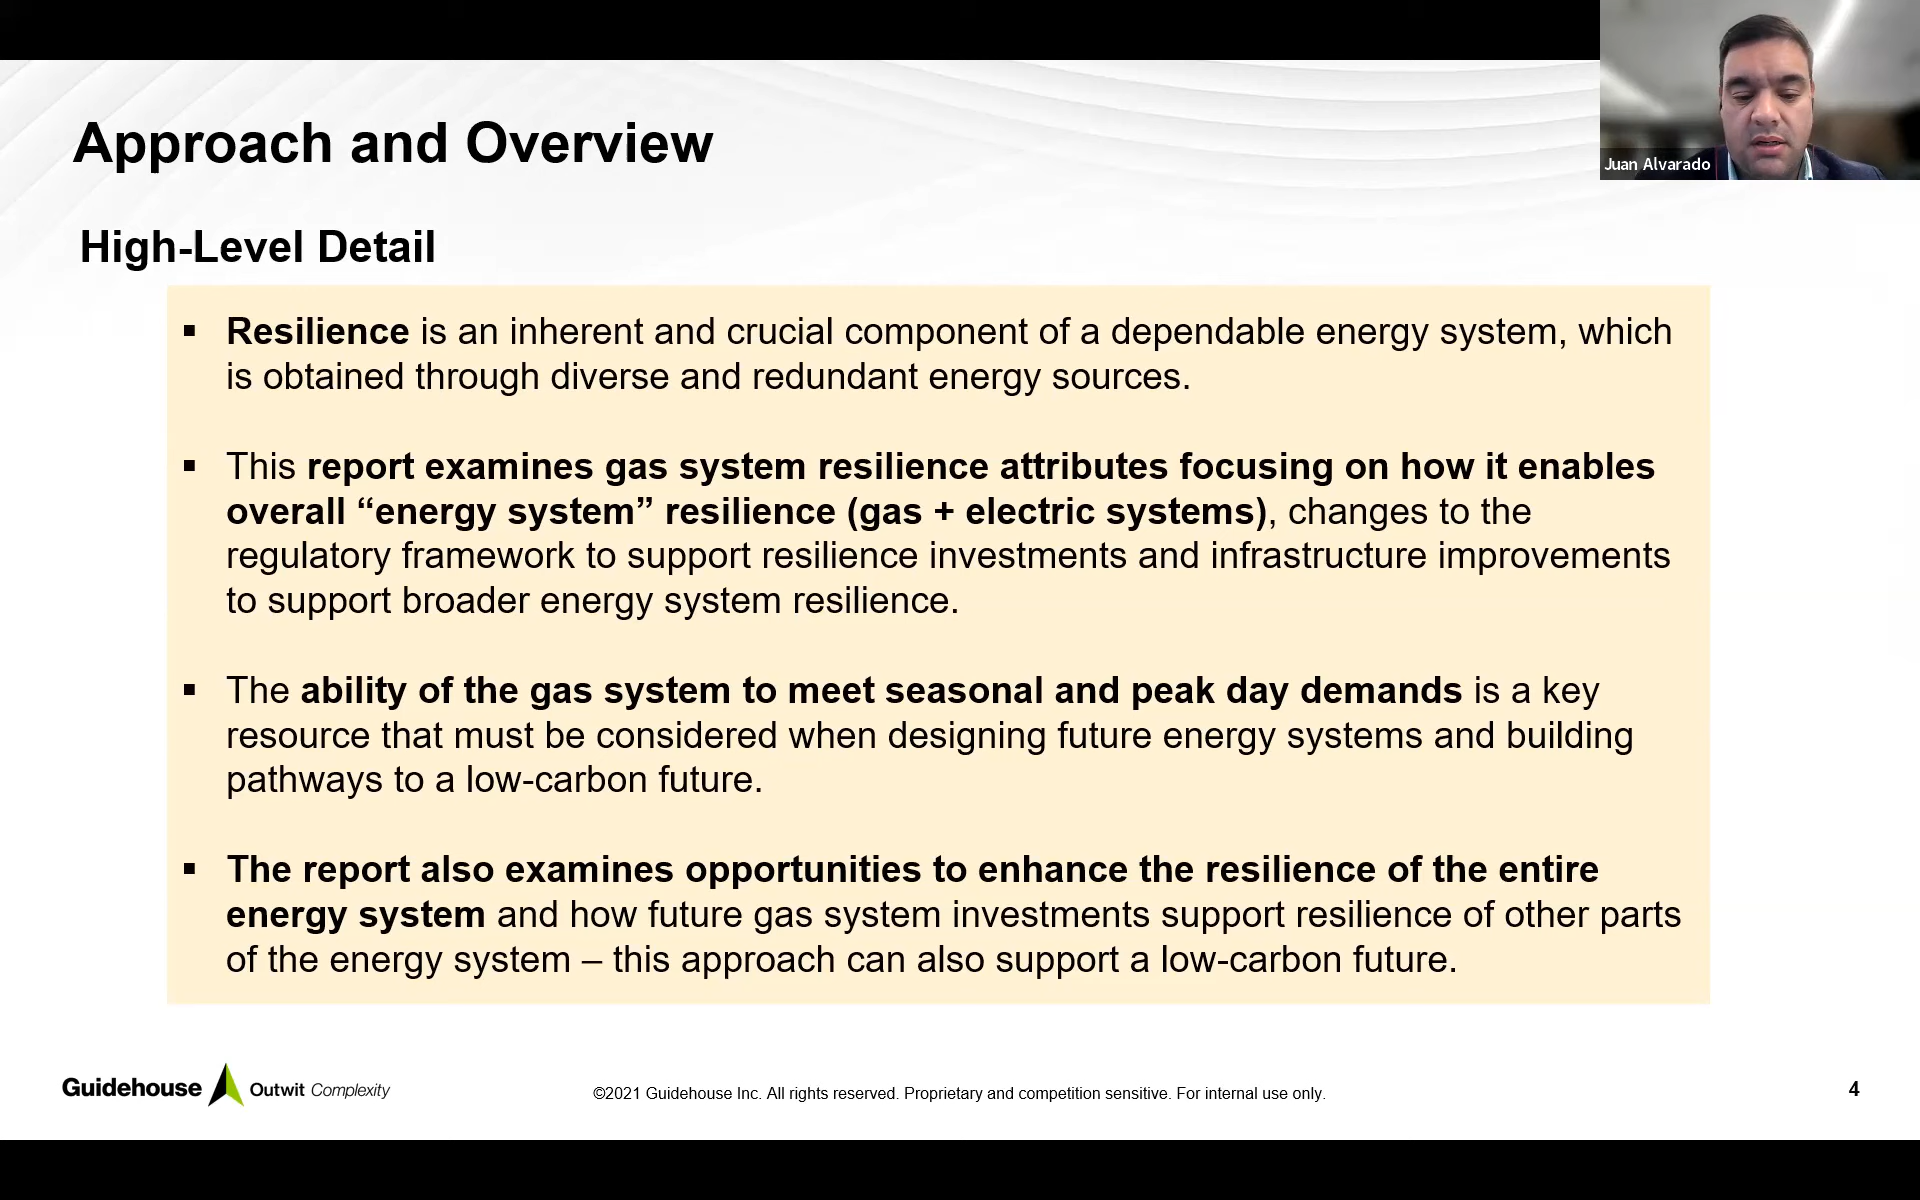 Juan Alvarado
Approach and Overview
High-Level Detail
▪ Resilience is an inherent and crucial component of a dependable energy system, which
is obtained through diverse and redundant energy sources.
▪ This report examines gas system resilience attributes focusing on how it enables
overall “energy system” resilience (gas + electric systems), changes to the
regulatory framework to support resilience investments and infrastructure improvements
to support broader energy system resilience.
▪ The ability of the gas system to meet seasonal and peak day demands is a key
resource that must be considered when designing future energy systems and building
pathways to a low-carbon future.
▪ The report also examines opportunities to enhance the resilience of the entire
energy system and how future gas system investments support resilience of other parts
of the energy system – this approach can also support a low-carbon future.
Guidehouse Outwit Complexity
©2021 Guidehouse Inc. All rights reserved. Proprietary and competition sensitive. For internal use only.
4